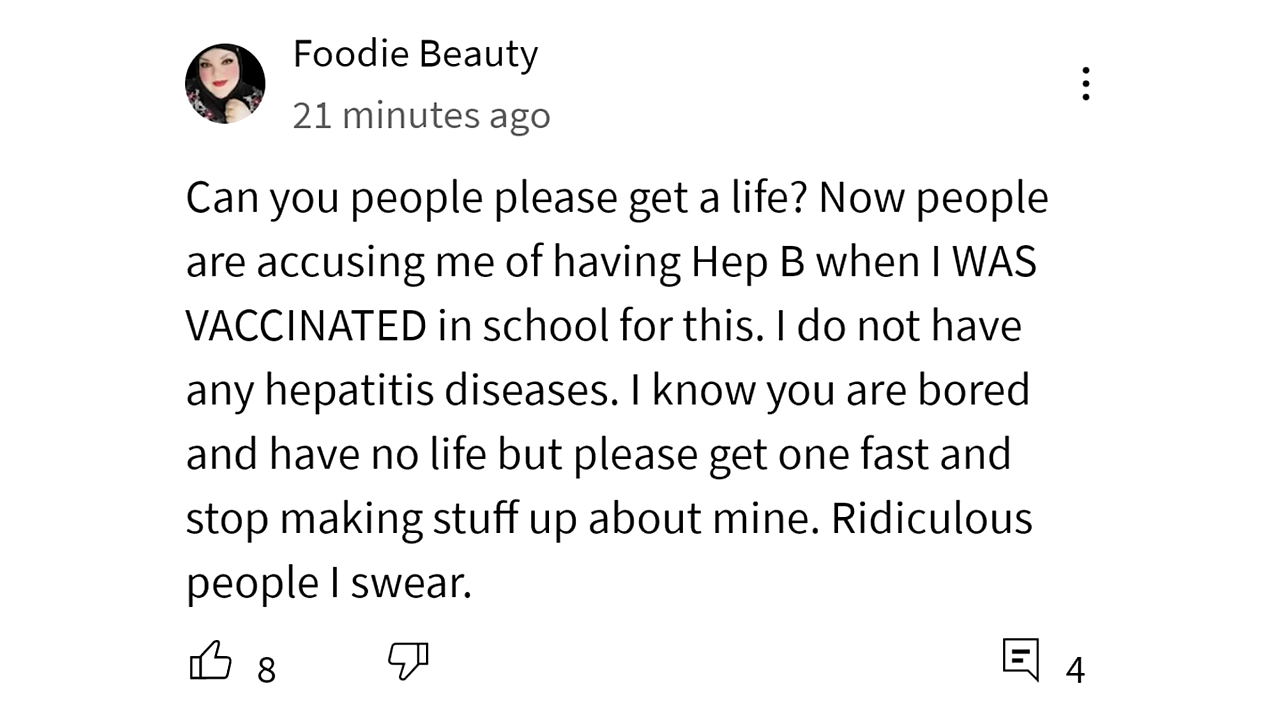 Foodie Beauty
21 minutes ago
Can you people please get a life? Now people
are accusing me of having Hep B when I WAS
VACCINATED in school for this. I do not have
any hepatitis diseases. I know you are bored
and have no life but please get one fast and
stop making stuff up about mine. Ridiculous
people I swear.
8
4